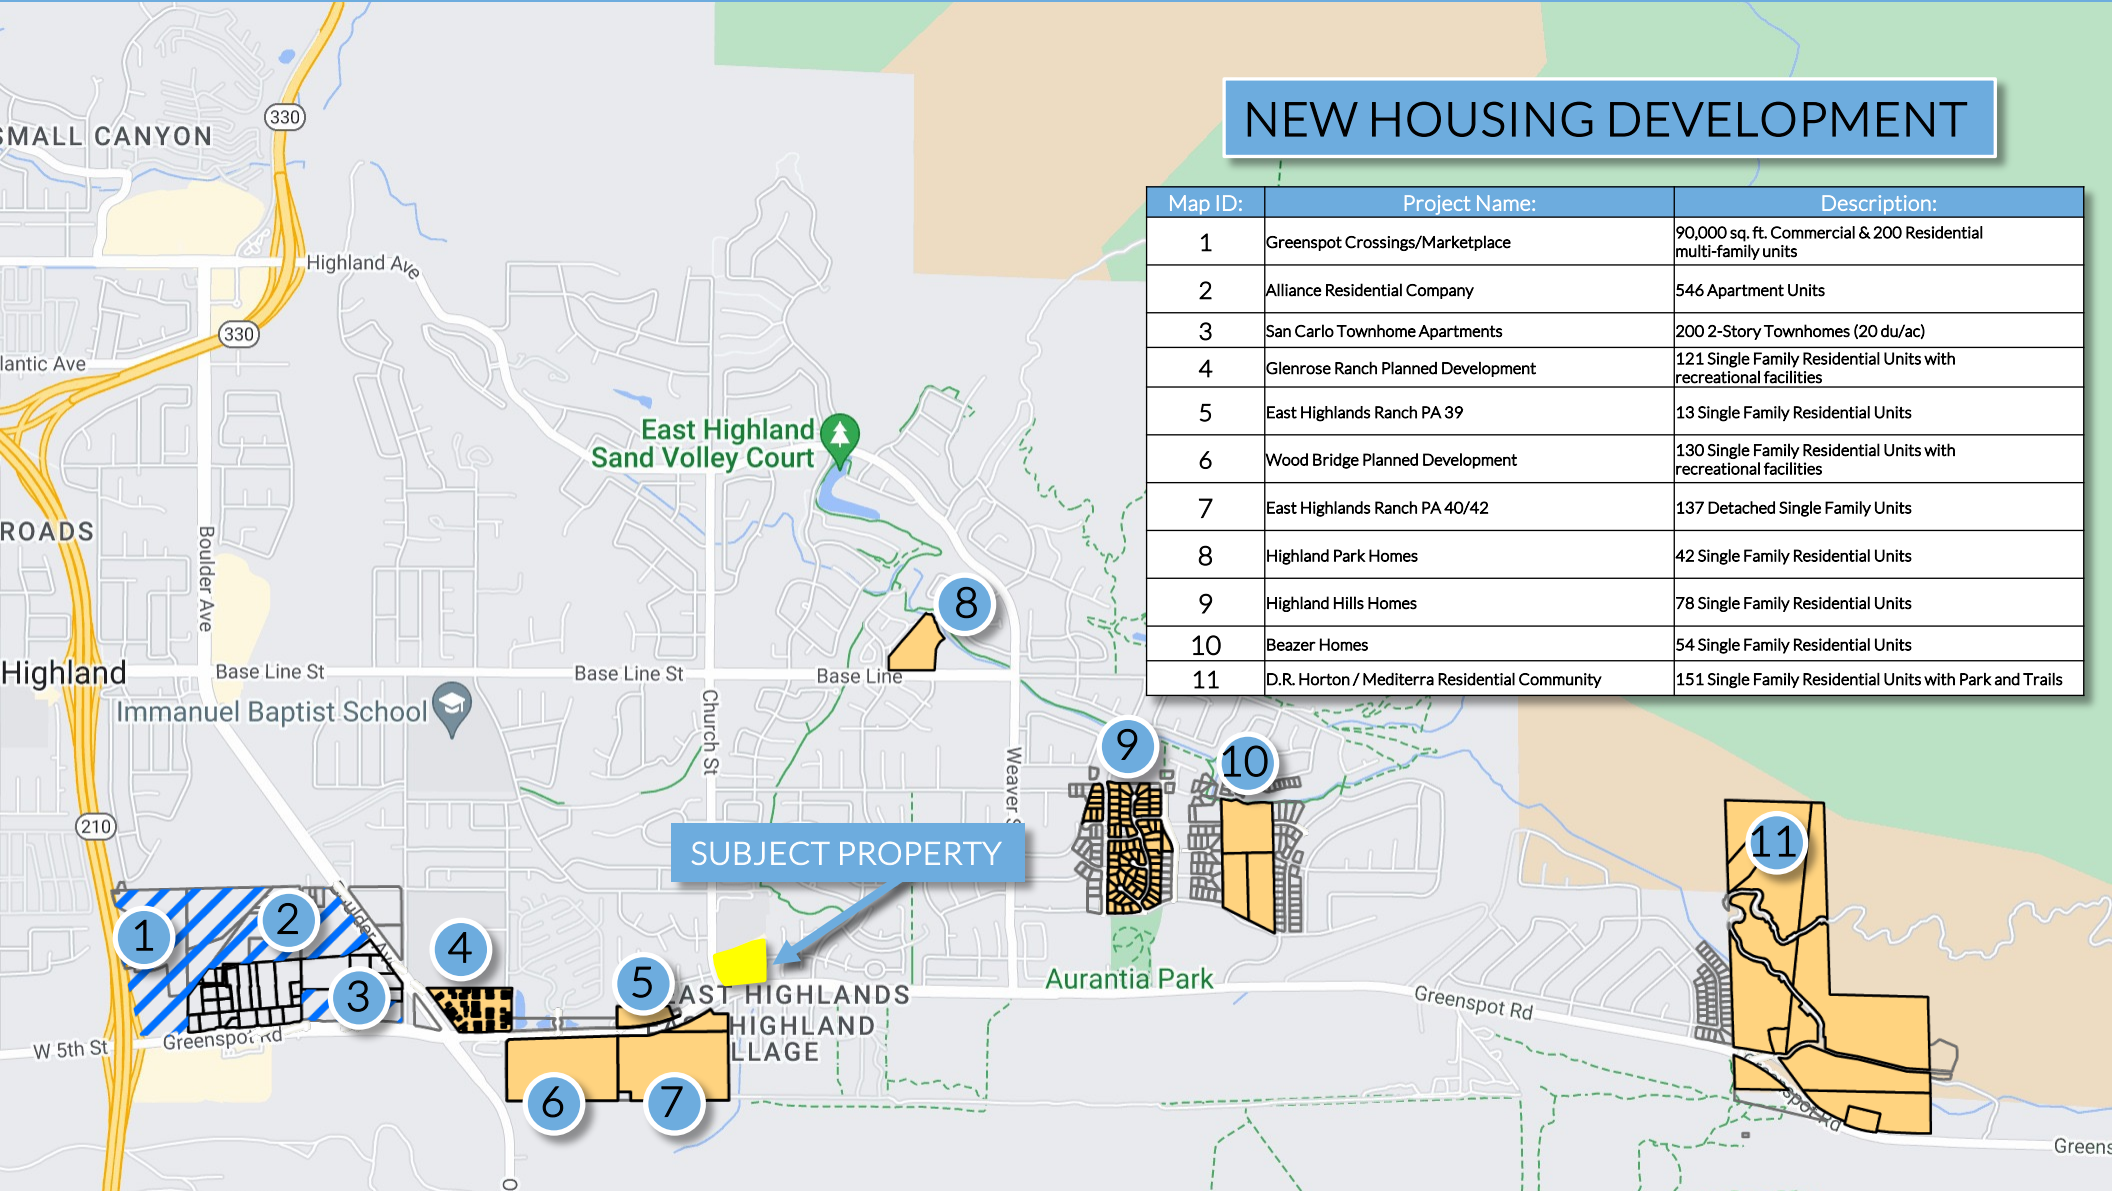 NEW HOUSING DEVELOPMENT
Map ID: Project Name: Description:
1 Greenspot Crossings/Marketplace 90,000 sq. ft. Commercial & 200 Residential
multi-family units
2 Alliance Residential Company 546 Apartment Units
3 San Carlo Townhome Apartments 200 2-Story Townhomes (20 du/ac)
4 Glenrose Ranch Planned Development 121 Single Family Residential Units with
recreational facilities
5 East Highlands Ranch PA 39 13 Single Family Residential Units
6 Wood Bridge Planned Development 130 Single Family Residential Units with
recreational facilities
7 East Highlands Ranch PA 40/42 137 Detached Single Family Units
8 Highland Park Homes 42 Single Family Residential Units
9 Highland Hills Homes 78 Single Family Residential Units
10 Beazer Homes 54 Single Family Residential Units
11 D.R. Horton / Mediterra Residential Community 151 Single Family Residential Units with Park and Trails
330
SMALL CANYON
Highland Ave
330
lantic Ave
East Highland
Sand Volley Court
ROADS
Boulder Ave
8
Highland
Base Line St
Base Line St
Base Line
Immanuel Baptist School
Church St
Weaver S
9
10
210
SUBJECT PROPERTY
11
1
2
ulder Av
3
4
5
EAST HIGHLANDS
HIGHLAND
LLAGE
Aurantia Park
Greenspot Rd
W 5th St
Greenspot Rd
6
7
Greenspot Rd
Greens